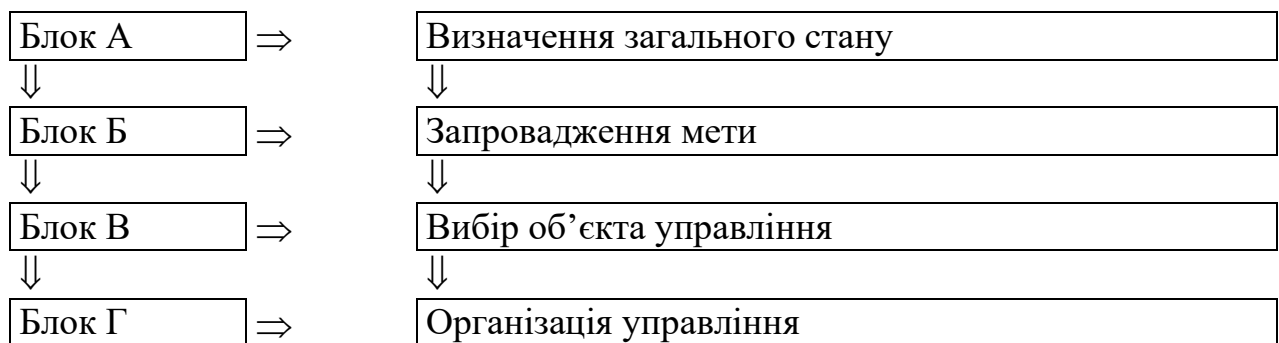 Блок А ⇒ Визначення загального стану
⇓ ⇓
Блок Б ⇒ Запровадження мети
⇓ ⇓
Блок В ⇒ Вибір об’єкта управління
⇓ ⇓
Блок Г ⇒ Організація управління